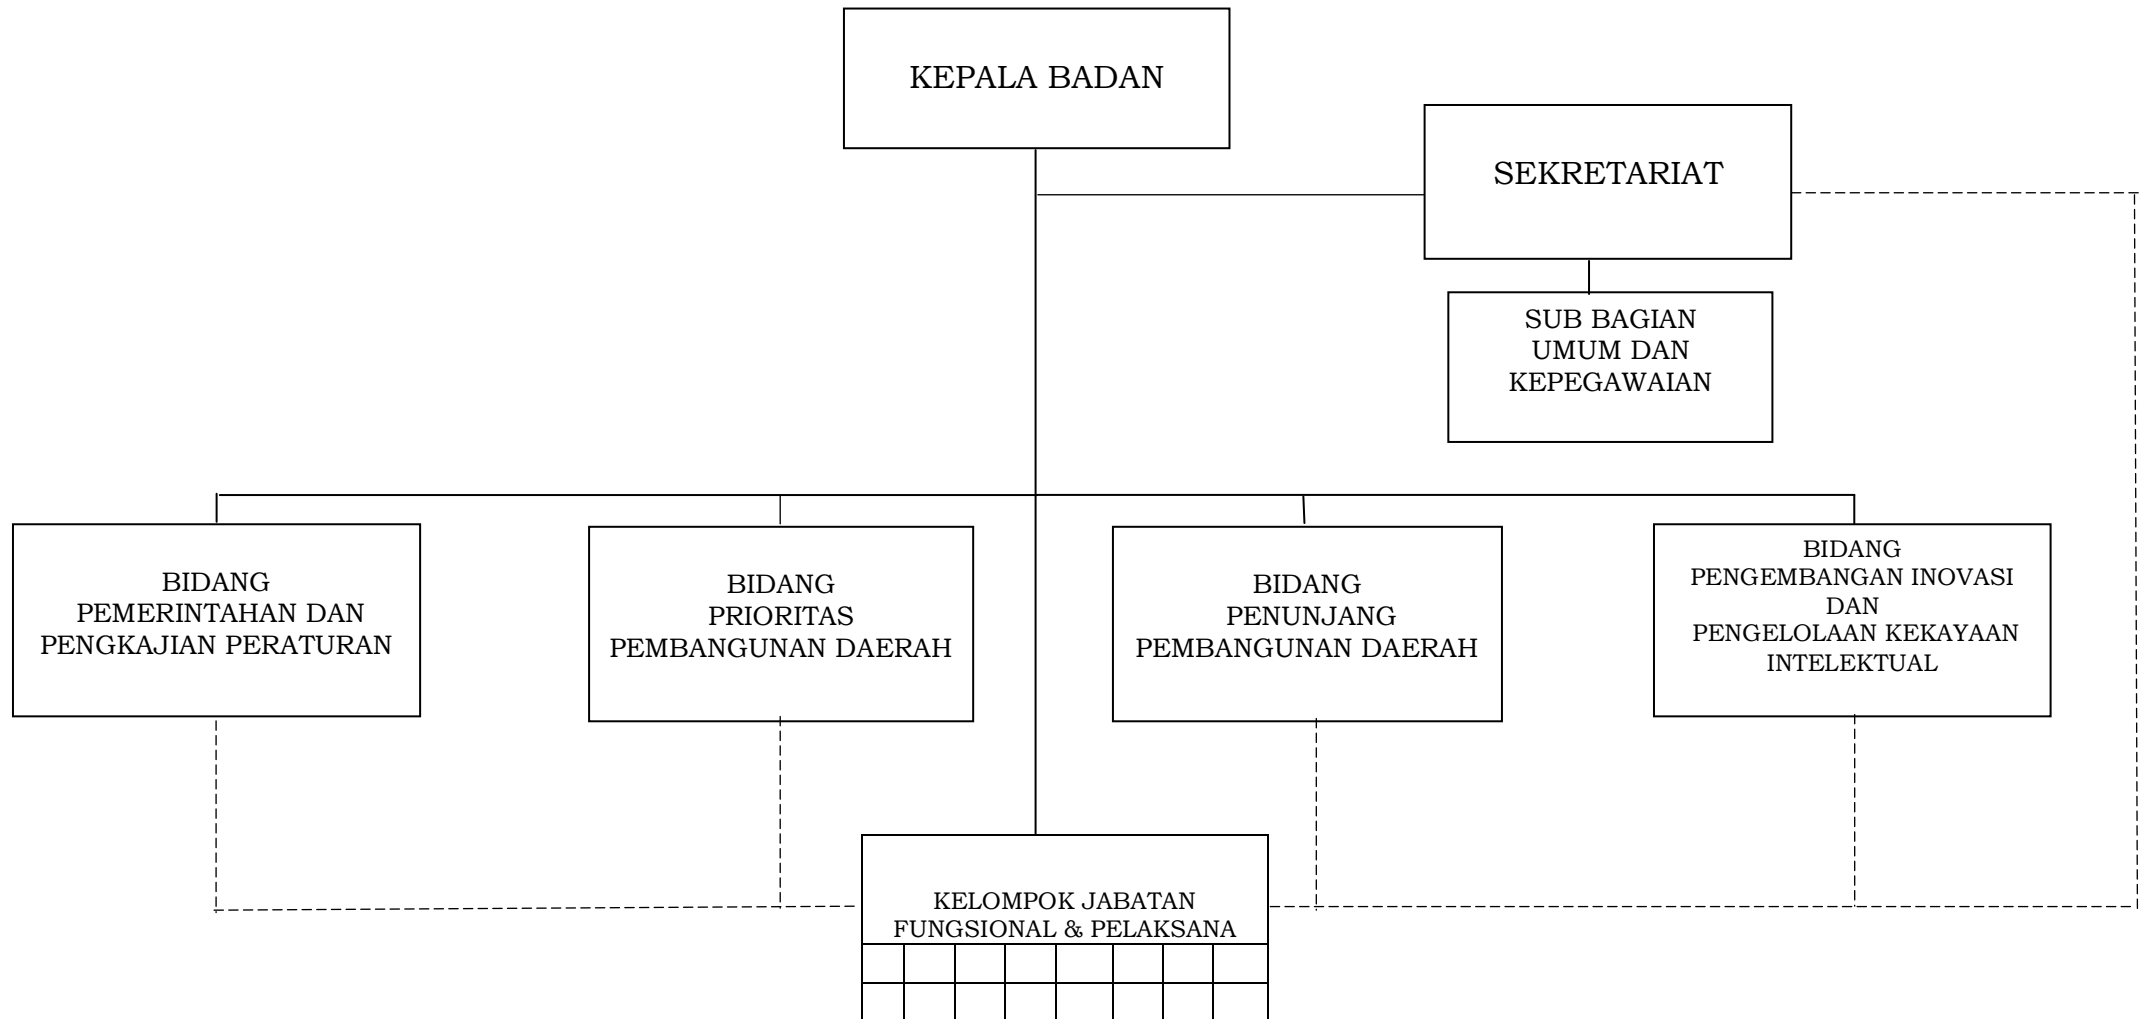 KEPALA BADAN
SEKRETARIAT
SUB BAGIAN
UMUM DAN
KEPEGAWAIAN
BIDANG
PEMERINTAHAN DAN
PENGKAJIAN PERATURAN
BIDANG
PRIORITAS
PEMBANGUNAN DAERAH
BIDANG
PENUNJANG
PEMBANGUNAN DAERAH
BIDANG
PENGEMBANGAN INOVASI
DAN
PENGELOLAAN KEKAYAAN
INTELEKTUAL
KELOMPOK JABATAN
FUNGSIONAL & PELAKSANA